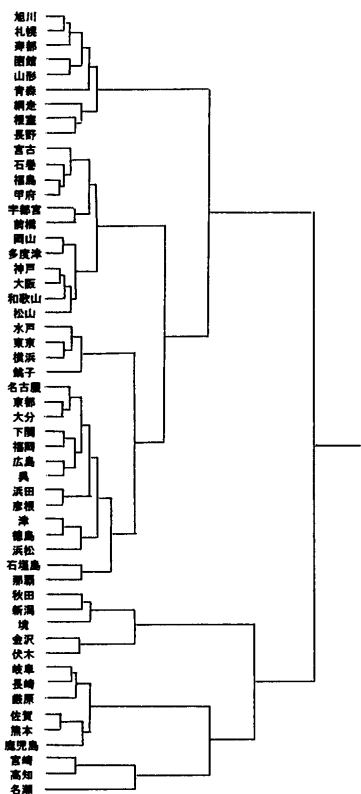 旭川
札幌
寿都
函館
山形
青森
網走
根室
長野
宮古
石巻
福島
甲府
宇都宮
前橋
岡山
多度津
神戸
大阪
和歌山
松山
水戸
東京
横浜
銚子
名古屋
京都
大分
下関
福岡
広島
呉
浜田
彦根
津
徳島
浜松
石垣島
那覇
秋田
新潟
境
金沢
伏木
岐阜
長崎
厳原
佐賀
熊本
鹿児島
宮崎
高知
名瀬